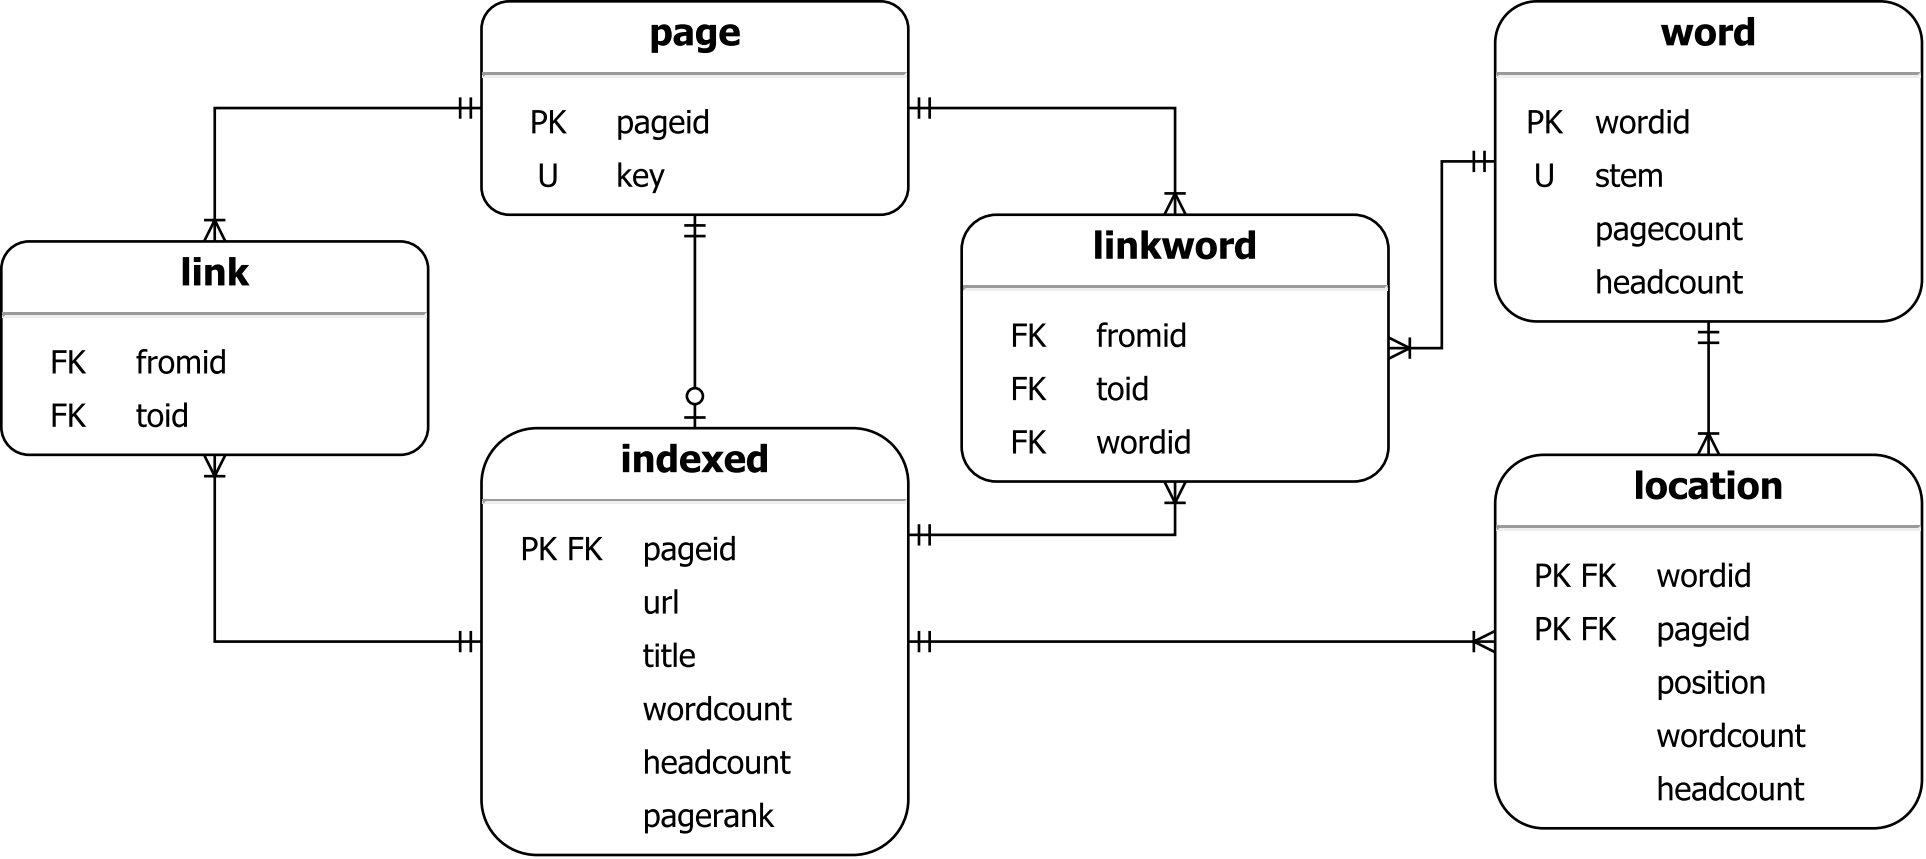 page
PK pageid
U key
word
PK wordid
U stem
pagecount
headcount
link
FK fromid
FK toid
linkword
FK fromid
FK toid
FK wordid
indexed
PK FK pageid
url
title
wordcount
headcount
pagerank
location
PK FK wordid
PK FK pageid
position
wordcount
headcount